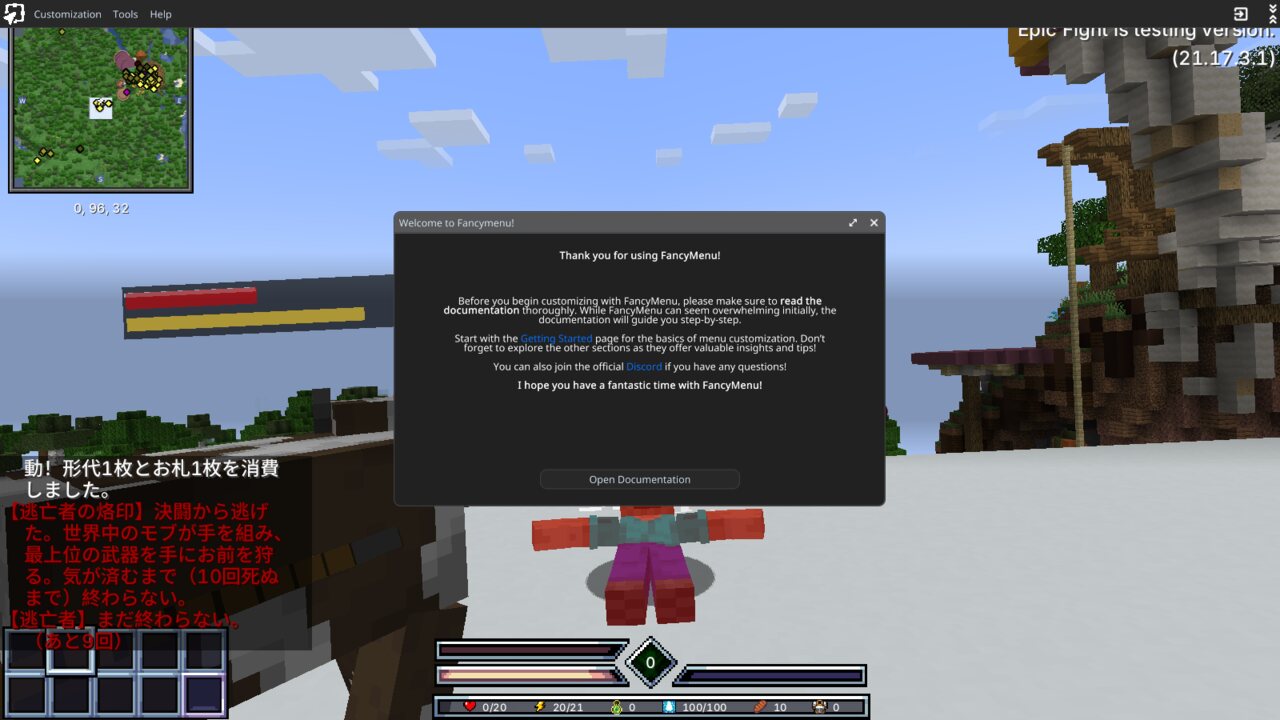 Customization Tools Help
Epic Fight is testing version.
(21.17.3.1)
W
E
S
0, 96, 32
Welcome to Fancymenu!
Thank you for using FancyMenu!
Before you begin customizing with FancyMenu, please make sure to read the
documentation thoroughly. While FancyMenu can seem overwhelming initially, the
documentation will guide you step-by-step.
Start with the Getting Started page for the basics of menu customization. Don't
forget to explore the other sections as they offer valuable insights and tips!
You can also join the official Discord if you have any questions!
I hope you have a fantastic time with FancyMenu!
Open Documentation
動！形代1枚とお札1枚を消費
しました。
【逃亡者の烙印】決闘から逃げ
た。世界中のモブが手を組み、
最上位の武器を手にお前を狩
る。気が済むまで（10回死ぬ
まで）終わらない。
【逃亡者】まだ終わらない。
（あと9回）
0
0/20 20/21 0 100/100 10 0